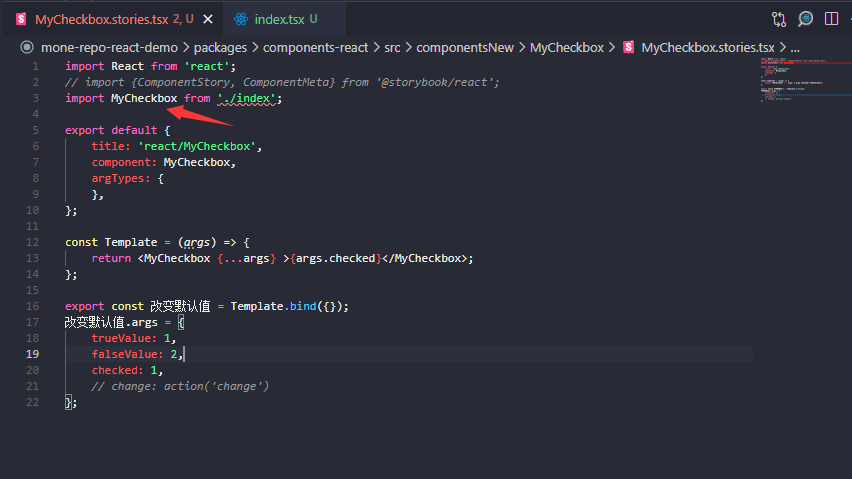 MyCheckbox.stories.tsx 2, U index.tsx U
mone-repo-react-demo > packages > components-react > src > componentsNew > MyCheckbox > MyCheckbox.stories.tsx > ...
1 import React from 'react';
2 // import {ComponentStory, ComponentMeta} from '@storybook/react';
3 import MyCheckbox from './index';
4
5 export default {
6 title: 'react/MyCheckbox',
7 component: MyCheckbox,
8 argTypes: {
9 },
10 };
11
12 const Template = (args) => {
13 return <MyCheckbox {...args} >{args.checked}</MyCheckbox>;
14 };
15
16 export const 改变默认值 = Template.bind({});
17 改变默认值.args = {
18 trueValue: 1,
19 falseValue: 2,
20 checked: 1,
21 // change: action('change')
22 };